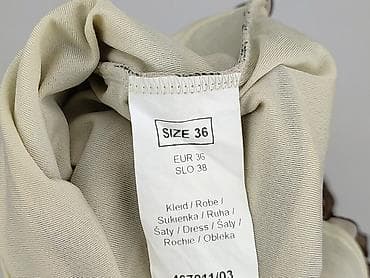 SIZE 36
EUR 36
SLO 38
Kleid / Robe /
Sukienka / Ruha /
Šaty / Dress / Šaty /
Rochie / Obleka